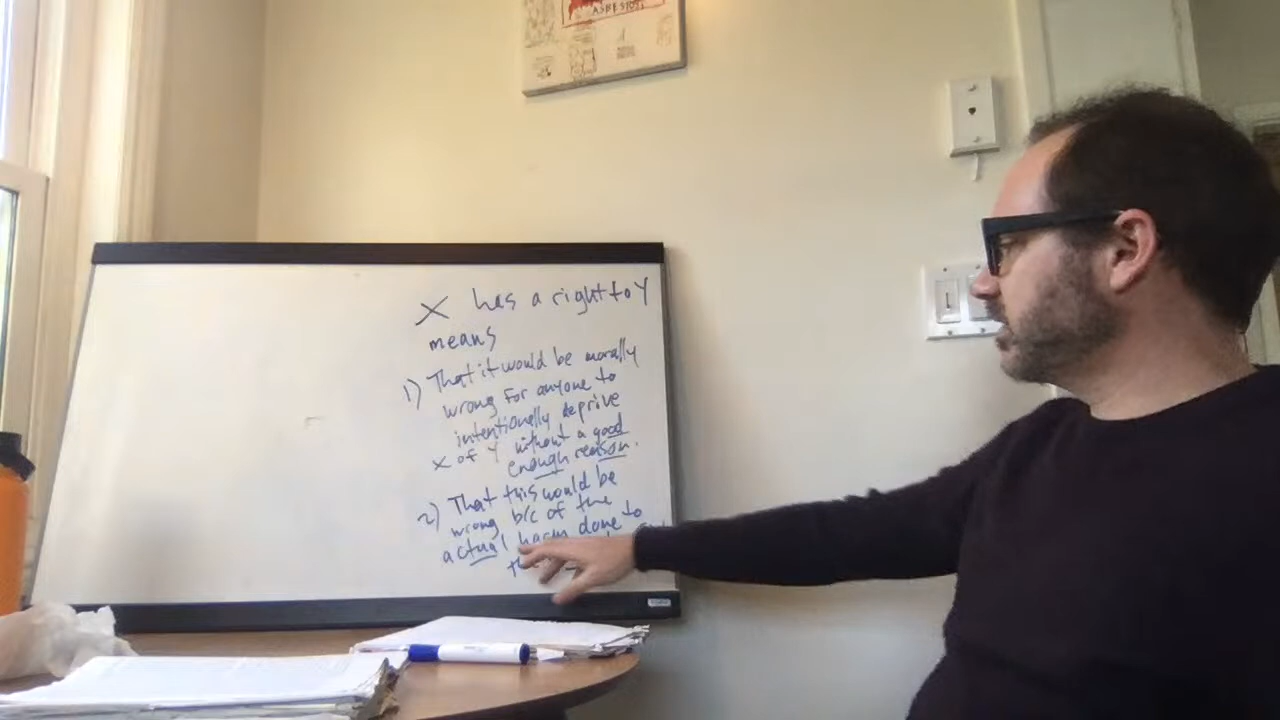 ASBESTOS
X has a right to Y
means
1) That it would be morally
wrong for anyone to
intentionally deprive
X of Y without a good
enough reason.
2) That this would be
wrong b/c of the
actual harm done to